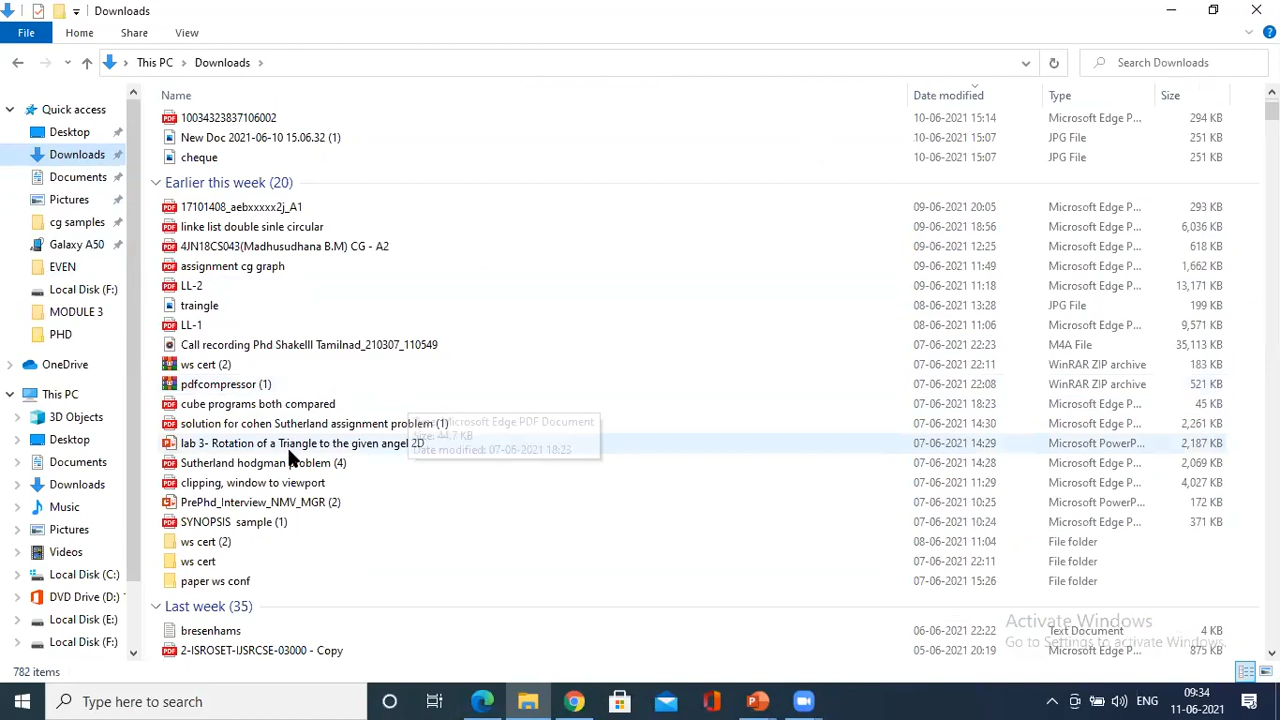 Downloads
File Home Share View
This PC > Downloads > Search Downloads
Name Date modified Type Size
Quick access
Desktop
Downloads
Documents
Pictures
cg samples
Galaxy A50
EVEN
Local Disk (F:)
MODULE 3
PHD
OneDrive
This PC
3D Objects
Desktop
Documents
Downloads
Music
Pictures
Videos
Local Disk (C:)
DVD Drive (D:)
Local Disk (E:)
Local Disk (F:)
10034323837106002 10-06-2021 15:14 Microsoft Edge P... 294 KB
New Doc 2021-06-10 15.06.32 (1) 10-06-2021 15:07 JPG File 251 KB
cheque 10-06-2021 15:07 JPG File 251 KB
Earlier this week (20)
17101408_aebxxxxx2j_A1 09-06-2021 20:05 Microsoft Edge P... 293 KB
linke list double sinle circular 09-06-2021 18:56 Microsoft Edge P... 6,036 KB
4JN18CS043(Madhusudhana B.M) CG - A2 09-06-2021 12:25 Microsoft Edge P... 618 KB
assignment cg graph 09-06-2021 11:49 Microsoft Edge P... 1,662 KB
LL-2 09-06-2021 11:18 Microsoft Edge P... 13,171 KB
traingle 08-06-2021 13:28 JPG File 199 KB
LL-1 08-06-2021 11:06 Microsoft Edge P... 9,571 KB
Call recording Phd Shakelll Tamilnad_210307_110549 07-06-2021 22:23 M4A File 35,113 KB
ws cert (2) 07-06-2021 22:11 WinRAR ZIP archive 183 KB
pdfcompressor (1) 07-06-2021 22:08 WinRAR ZIP archive 521 KB
cube programs both compared 07-06-2021 18:23 Microsoft Edge P... 45 KB
solution for cohen Sutherland assignment problem (1) 07-06-2021 14:30 Microsoft Edge P... 2,261 KB
Microsoft Edge PDF Document
Size: 44.7 KB
Date modified: 07-06-2021 18:23
lab 3- Rotation of a Triangle to the given angel 2D 07-06-2021 14:29 Microsoft PowerP... 2,187 KB
Sutherland hodgman problem (4) 07-06-2021 14:28 Microsoft Edge P... 2,069 KB
clipping, window to viewport 07-06-2021 11:29 Microsoft Edge P... 4,027 KB
PrePhd_Interview_NMV_MGR (2) 07-06-2021 10:25 Microsoft PowerP... 172 KB
SYNOPSIS sample (1) 07-06-2021 10:24 Microsoft Edge P... 371 KB
ws cert (2) 08-06-2021 11:04 File folder
ws cert 07-06-2021 22:11 File folder
paper ws conf 07-06-2021 15:26 File folder
Last week (35)
bresenhams 06-06-2021 22:22 Text Document 4 KB
2-ISROSET-IJSRCSE-03000 - Copy 05-06-2021 20:19 Microsoft Edge P... 875 KB
Activate Windows
Go to Settings to activate Windows.
782 items
Type here to search
ENG
09:34
11-06-2021